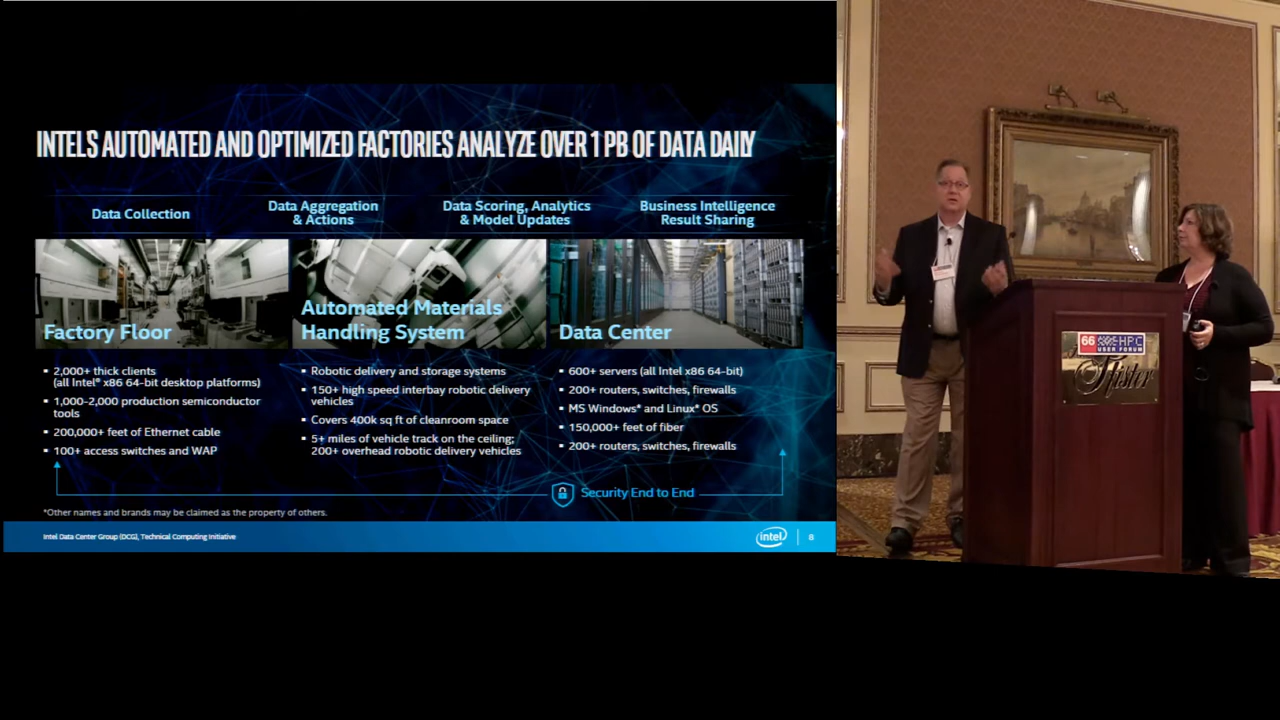 INTELS AUTOMATED AND OPTIMIZED FACTORIES ANALYZE OVER 1 PB OF DATA DAILY
Data Collection
Data Aggregation
& Actions
Data Scoring, Analytics
& Model Updates
Business Intelligence
Result Sharing
Factory Floor
Automated Materials
Handling System
Data Center
▪ 2,000+ thick clients
(all Intel® x86 64-bit desktop platforms)
▪ 1,000-2,000 production semiconductor
tools
▪ 200,000+ feet of Ethernet cable
▪ 100+ access switches and WAP
▪ Robotic delivery and storage systems
▪ 150+ high speed interbay robotic delivery
vehicles
▪ Covers 400k sq ft of cleanroom space
▪ 5+ miles of vehicle track on the ceiling;
200+ overhead robotic delivery vehicles
▪ 600+ servers (all Intel x86 64-bit)
▪ 200+ routers, switches, firewalls
▪ MS Windows* and Linux* OS
▪ 150,000+ feet of fiber
▪ 200+ routers, switches, firewalls
Security End to End
*Other names and brands may be claimed as the property of others.
Intel Data Center Group (DCG), Technical Computing Initiative
intel
8
66
HPC
USER FORUM
Pfister